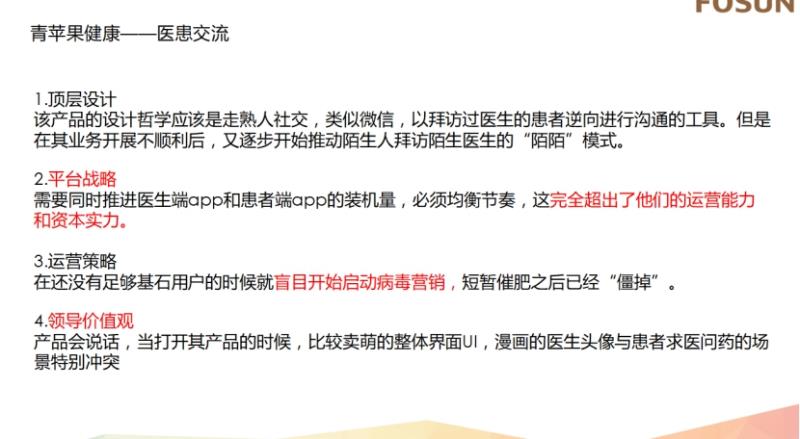 FOSUN
青苹果健康——医患交流
1.顶层设计
该产品的设计哲学应该是走熟人社交，类似微信，以拜访过医生的患者逆向进行沟通的工具。但是
在其业务开展不顺利后，又逐步开始推动陌生人拜访陌生医生的“陌陌”模式。
2.平台战略
需要同时推进医生端app和患者端app的装机量，必须均衡节奏，这完全超出了他们的运营能力
和资本实力。
3.运营策略
在还没有足够基石用户的时候就盲目开始启动病毒营销，短暂催肥之后已经“僵掉”。
4.领导价值观
产品会说话，当打开其产品的时候，比较卖萌的整体界面UI，漫画的医生头像与患者求医问药的场
景特别冲突